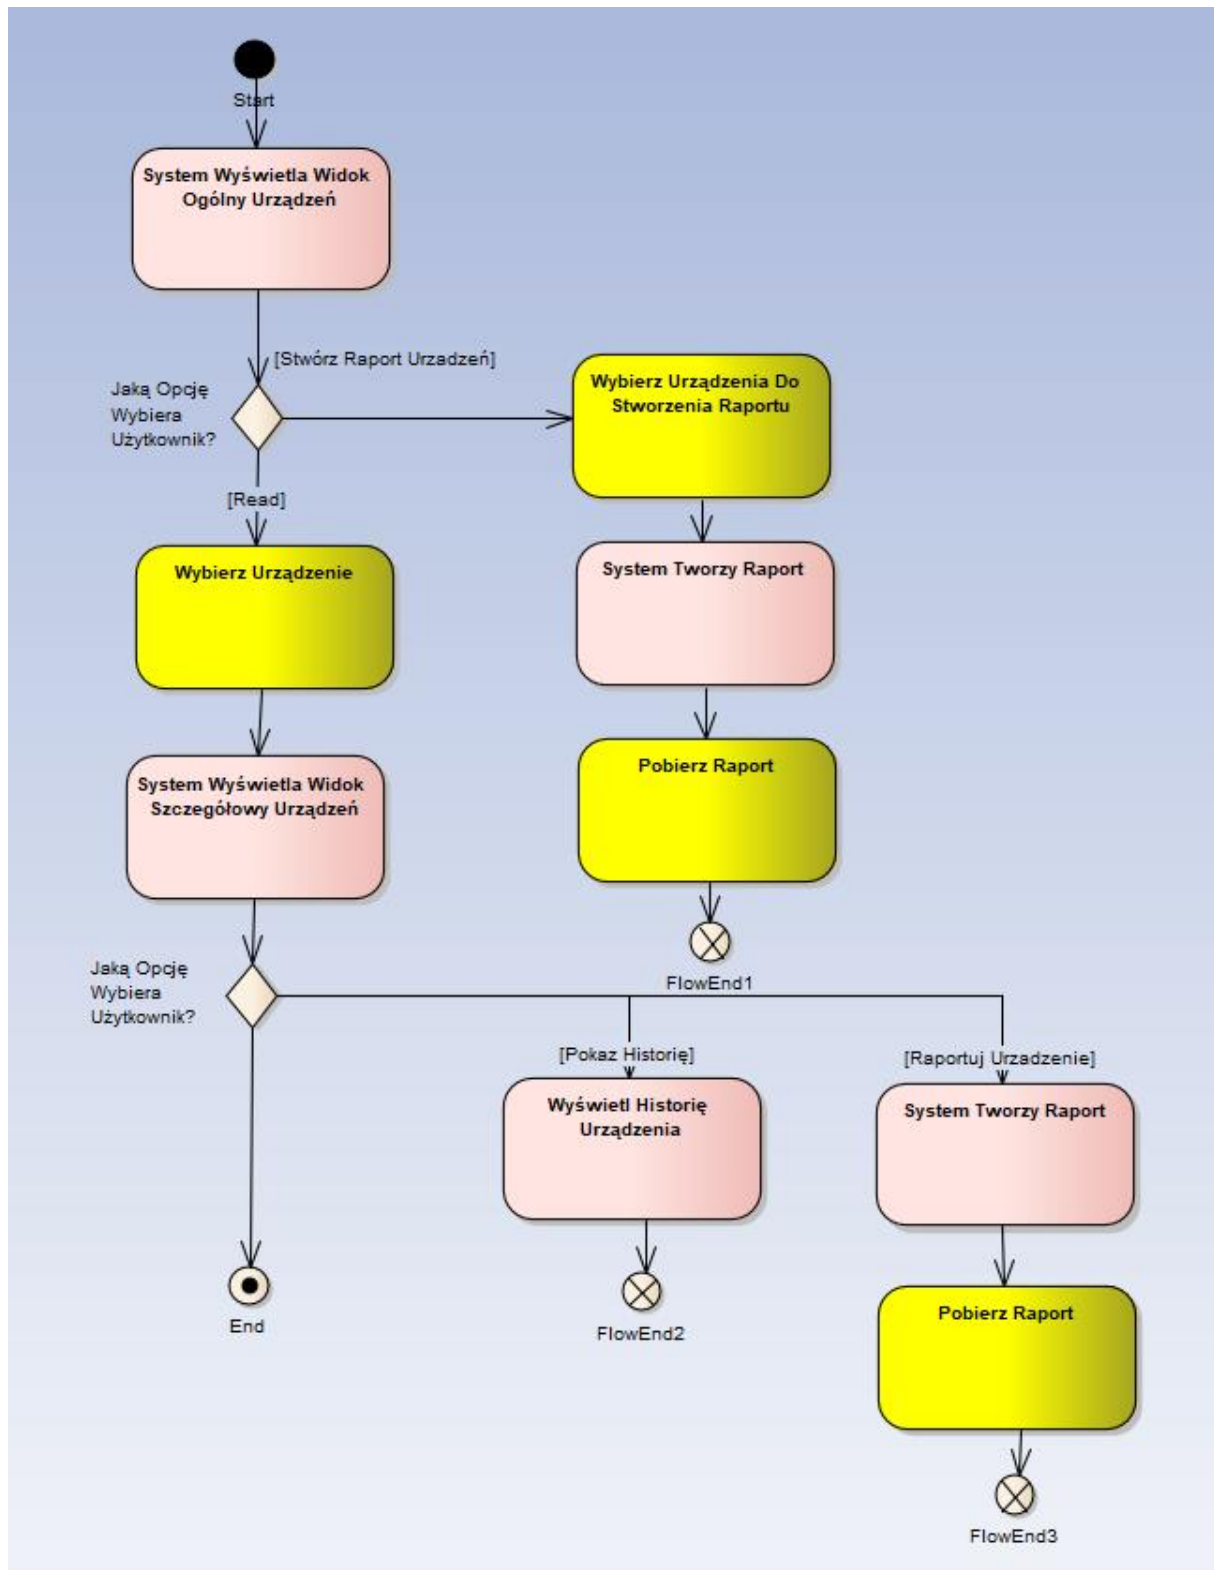 Start
System Wyświetla Widok
Ogólny Urządzeń
[Stwórz Raport Urzadzeń]
Jaką Opcję
Wybiera
Użytkownik?
Wybierz Urządzenia Do
Stworzenia Raportu
[Read]
Wybierz Urządzenie
System Tworzy Raport
System Wyświetla Widok
Szczegółowy Urządzeń
Pobierz Raport
FlowEnd1
Jaką Opcję
Wybiera
Użytkownik?
[Pokaz Historię]
[Raportuj Urzadzenie]
Wyświetl Historię
Urządzenia
System Tworzy Raport
End
FlowEnd2
Pobierz Raport
FlowEnd3